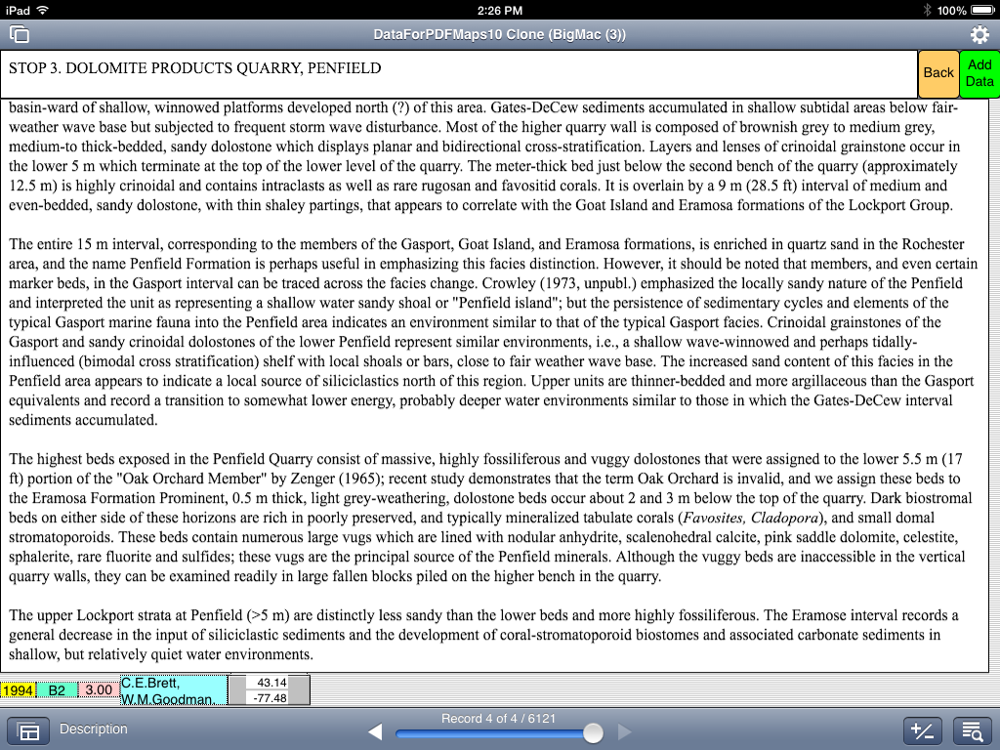 iPad 2:26 PM 100%
DataForPDFMaps10 Clone (BigMac (3))
STOP 3. DOLOMITE PRODUCTS QUARRY, PENFIELD
Back
Add
Data
basin-ward of shallow, winnowed platforms developed north (?) of this area. Gates-DeCew sediments accumulated in shallow subtidal areas below fair-
weather wave base but subjected to frequent storm wave disturbance. Most of the higher quarry wall is composed of brownish grey to medium grey,
medium-to thick-bedded, sandy dolostone which displays planar and bidirectional cross-stratification. Layers and lenses of crinoidal grainstone occur in
the lower 5 m which terminate at the top of the lower level of the quarry. The meter-thick bed just below the second bench of the quarry (approximately
12.5 m) is highly crinoidal and contains intraclasts as well as rare rugosan and favositid corals. It is overlain by a 9 m (28.5 ft) interval of medium and
even-bedded, sandy dolostone, with thin shaley partings, that appears to correlate with the Goat Island and Eramosa formations of the Lockport Group.
The entire 15 m interval, corresponding to the members of the Gasport, Goat Island, and Eramosa formations, is enriched in quartz sand in the Rochester
area, and the name Penfield Formation is perhaps useful in emphasizing this facies distinction. However, it should be noted that members, and even certain
marker beds, in the Gasport interval can be traced across the facies change. Crowley (1973, unpubl.) emphasized the locally sandy nature of the Penfield
and interpreted the unit as representing a shallow water sandy shoal or "Penfield island"; but the persistence of sedimentary cycles and elements of the
typical Gasport marine fauna into the Penfield area indicates an environment similar to that of the typical Gasport facies. Crinoidal grainstones of the
Gasport and sandy crinoidal dolostones of the lower Penfield represent similar environments, i.e., a shallow wave-winnowed and perhaps tidally-
influenced (bimodal cross stratification) shelf with local shoals or bars, close to fair weather wave base. The increased sand content of this facies in the
Penfield area appears to indicate a local source of siliciclastics north of this region. Upper units are thinner-bedded and more argillaceous than the Gasport
equivalents and record a transition to somewhat lower energy, probably deeper water environments similar to those in which the Gates-DeCew interval
sediments accumulated.
The highest beds exposed in the Penfield Quarry consist of massive, highly fossiliferous and vuggy dolostones that were assigned to the lower 5.5 m (17
ft) portion of the "Oak Orchard Member" by Zenger (1965); recent study demonstrates that the term Oak Orchard is invalid, and we assign these beds to
the Eramosa Formation Prominent, 0.5 m thick, light grey-weathering, dolostone beds occur about 2 and 3 m below the top of the quarry. Dark biostromal
beds on either side of these horizons are rich in poorly preserved, and typically mineralized tabulate corals (Favosites, Cladopora), and small domal
stromatoporoids. These beds contain numerous large vugs which are lined with nodular anhydrite, scalenohedral calcite, pink saddle dolomite, celestite,
sphalerite, rare fluorite and sulfides; these vugs are the principal source of the Penfield minerals. Although the vuggy beds are inaccessible in the vertical
quarry walls, they can be examined readily in large fallen blocks piled on the higher bench in the quarry.
The upper Lockport strata at Penfield (>5 m) are distinctly less sandy than the lower beds and more highly fossiliferous. The Eramose interval records a
general decrease in the input of siliciclastic sediments and the development of coral-stromatoporoid biostomes and associated carbonate sediments in
shallow, but relatively quiet water environments.
1994 B2 3.00
C.E.Brett,
W.M.Goodman,
43.14
-77.48
Description
Record 4 of 4 / 6121